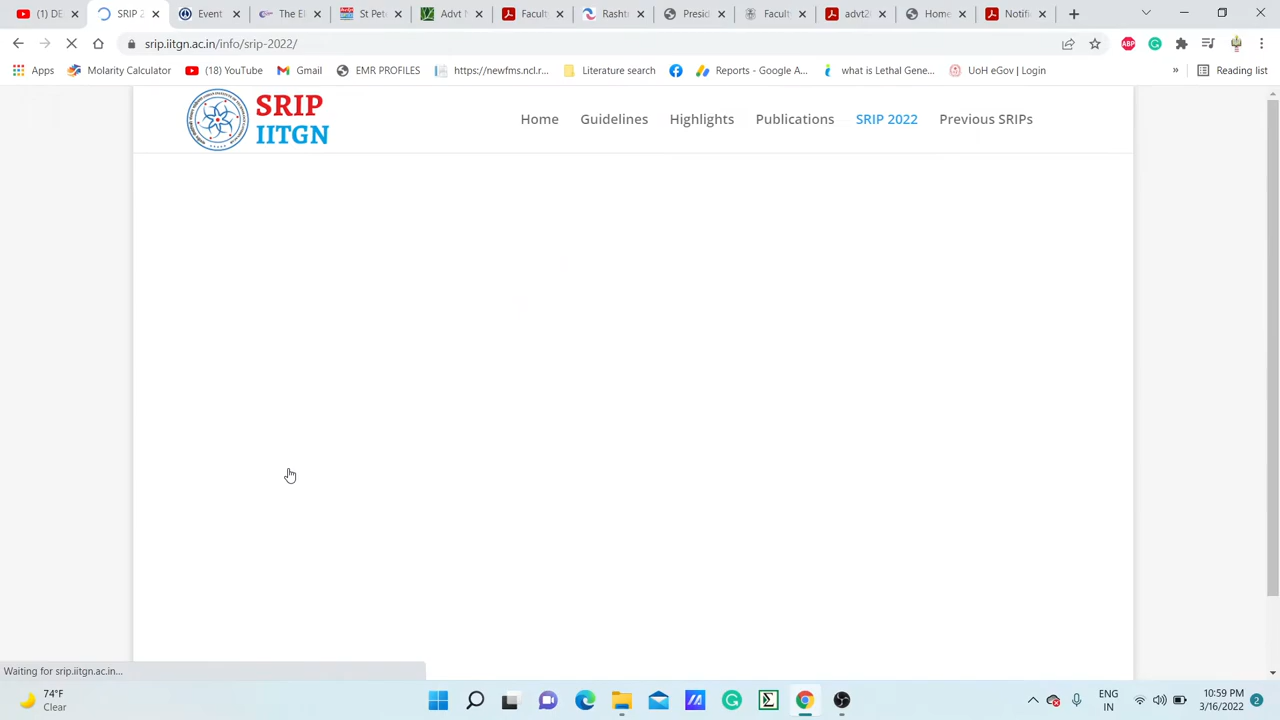 (1) DE
SRIP 2
Event
The El
St Pet
Advt N
Facult
Rashtr
Presid
Facult
advt2
Home
Notific
srip.iitgn.ac.in/info/srip-2022/
Apps
Molarity Calculator
(18) YouTube
Gmail
EMR PROFILES
https://newfms.ncl.r...
Literature search
Reports - Google A...
what is Lethal Gene...
UoH eGov | Login
»
Reading list
SRIP
IITGN
Home
Guidelines
Highlights
Publications
SRIP 2022
Previous SRIPs
Waiting for srip.iitgn.ac.in...
74°F
Clear
ENG
IN
10:59 PM
3/16/2022
2